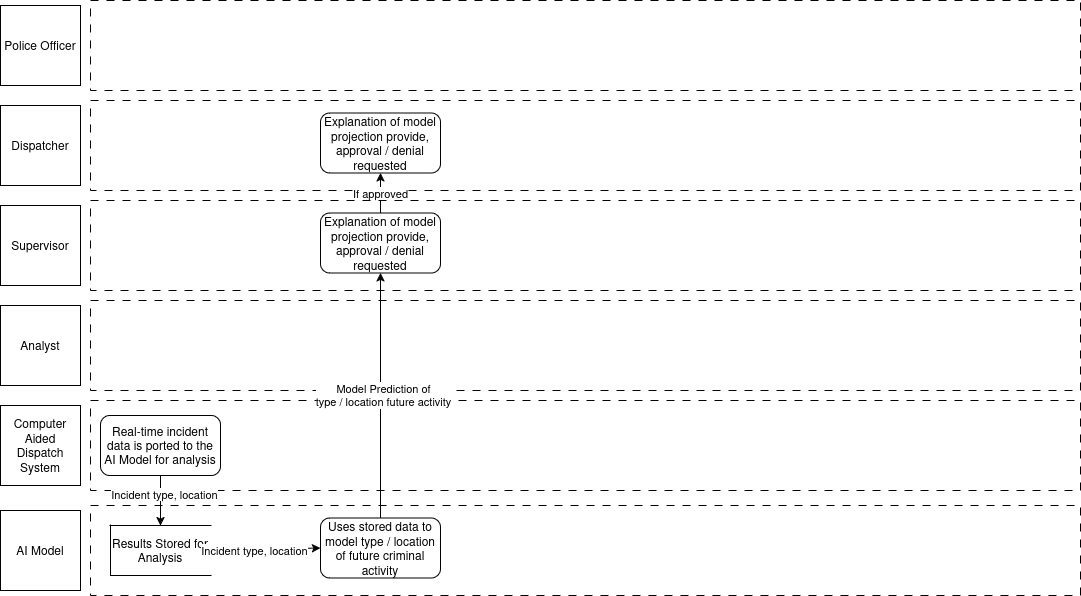 Police Officer
Dispatcher
Explanation of model
projection provide,
approval / denial
requested
If approved
Supervisor
Explanation of model
projection provide,
approval / denial
requested
Analyst
Model Prediction of
type / location future activity
Computer
Aided
Dispatch
System
Real-time incident
data is ported to the
AI Model for analysis
Incident type, location
AI Model
Results Stored for
Analysis
Incident type, location
Uses stored data to
model type / location
of future criminal
activity